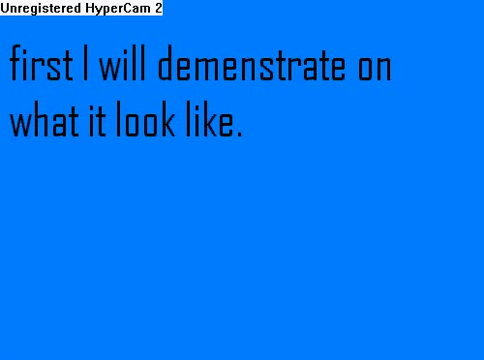 Unregistered HyperCam 2
first I will demenstrate on
what it look like.